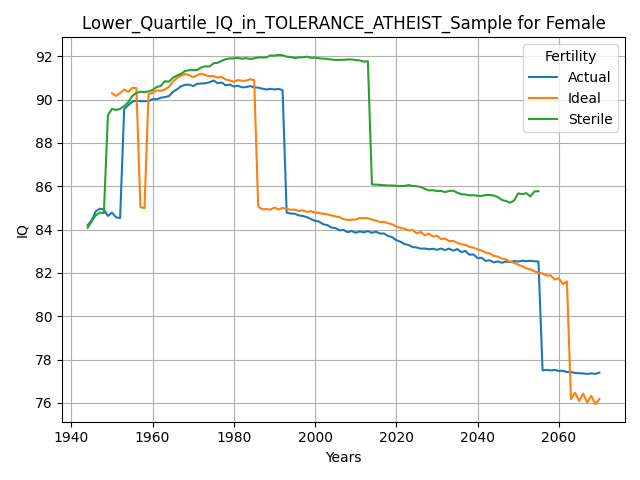 Lower_Quartile_IQ_in_TOLERANCE_ATHEIST_Sample for Female
Fertility
Actual
Ideal
Sterile
IQ
92
90
88
86
84
82
80
78
76
1940 1960 1980 2000 2020 2040 2060
Years